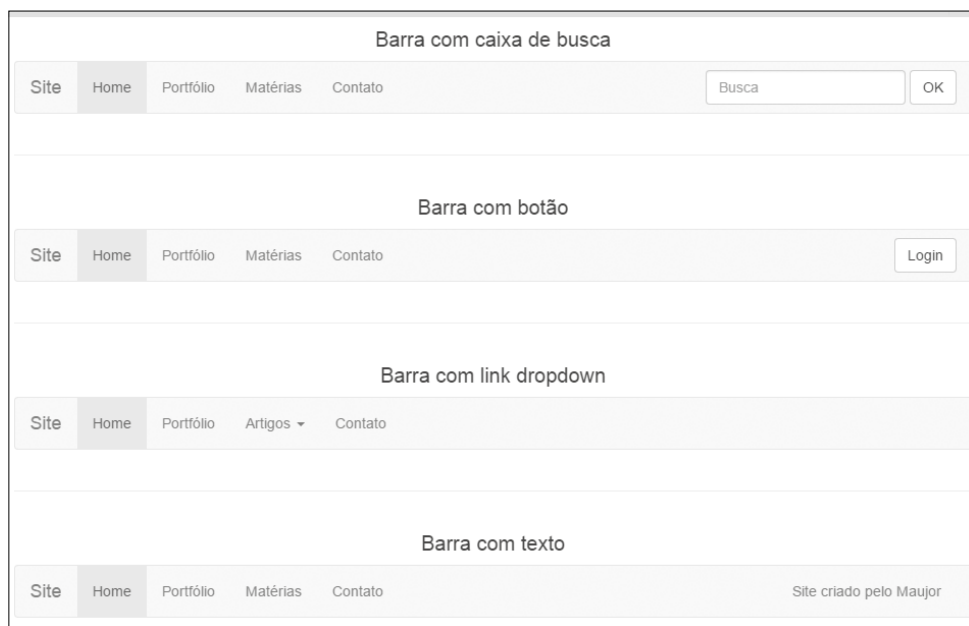 Barra com caixa de busca
Site Home Portfólio Matérias Contato Busca OK
Barra com botão
Site Home Portfólio Matérias Contato Login
Barra com link dropdown
Site Home Portfólio Artigos Contato
Barra com texto
Site Home Portfólio Matérias Contato Site criado pelo Maujor